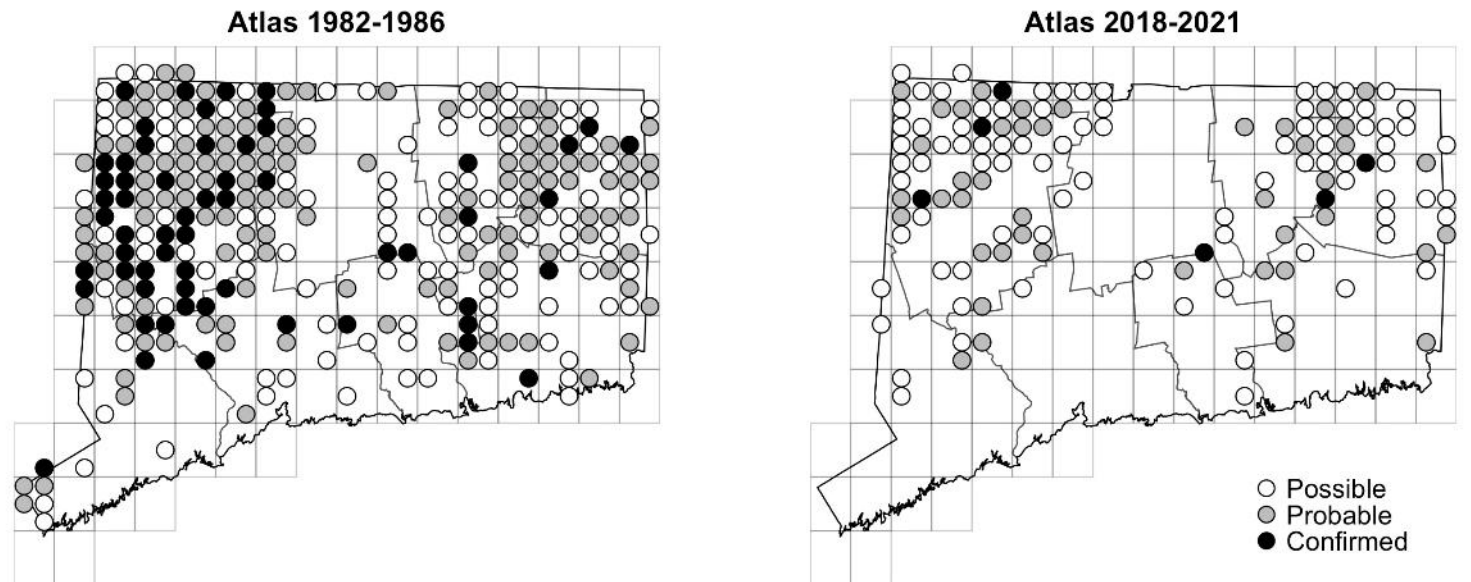 Atlas 1982-1986
Atlas 2018-2021
Possible
Probable
Confirmed